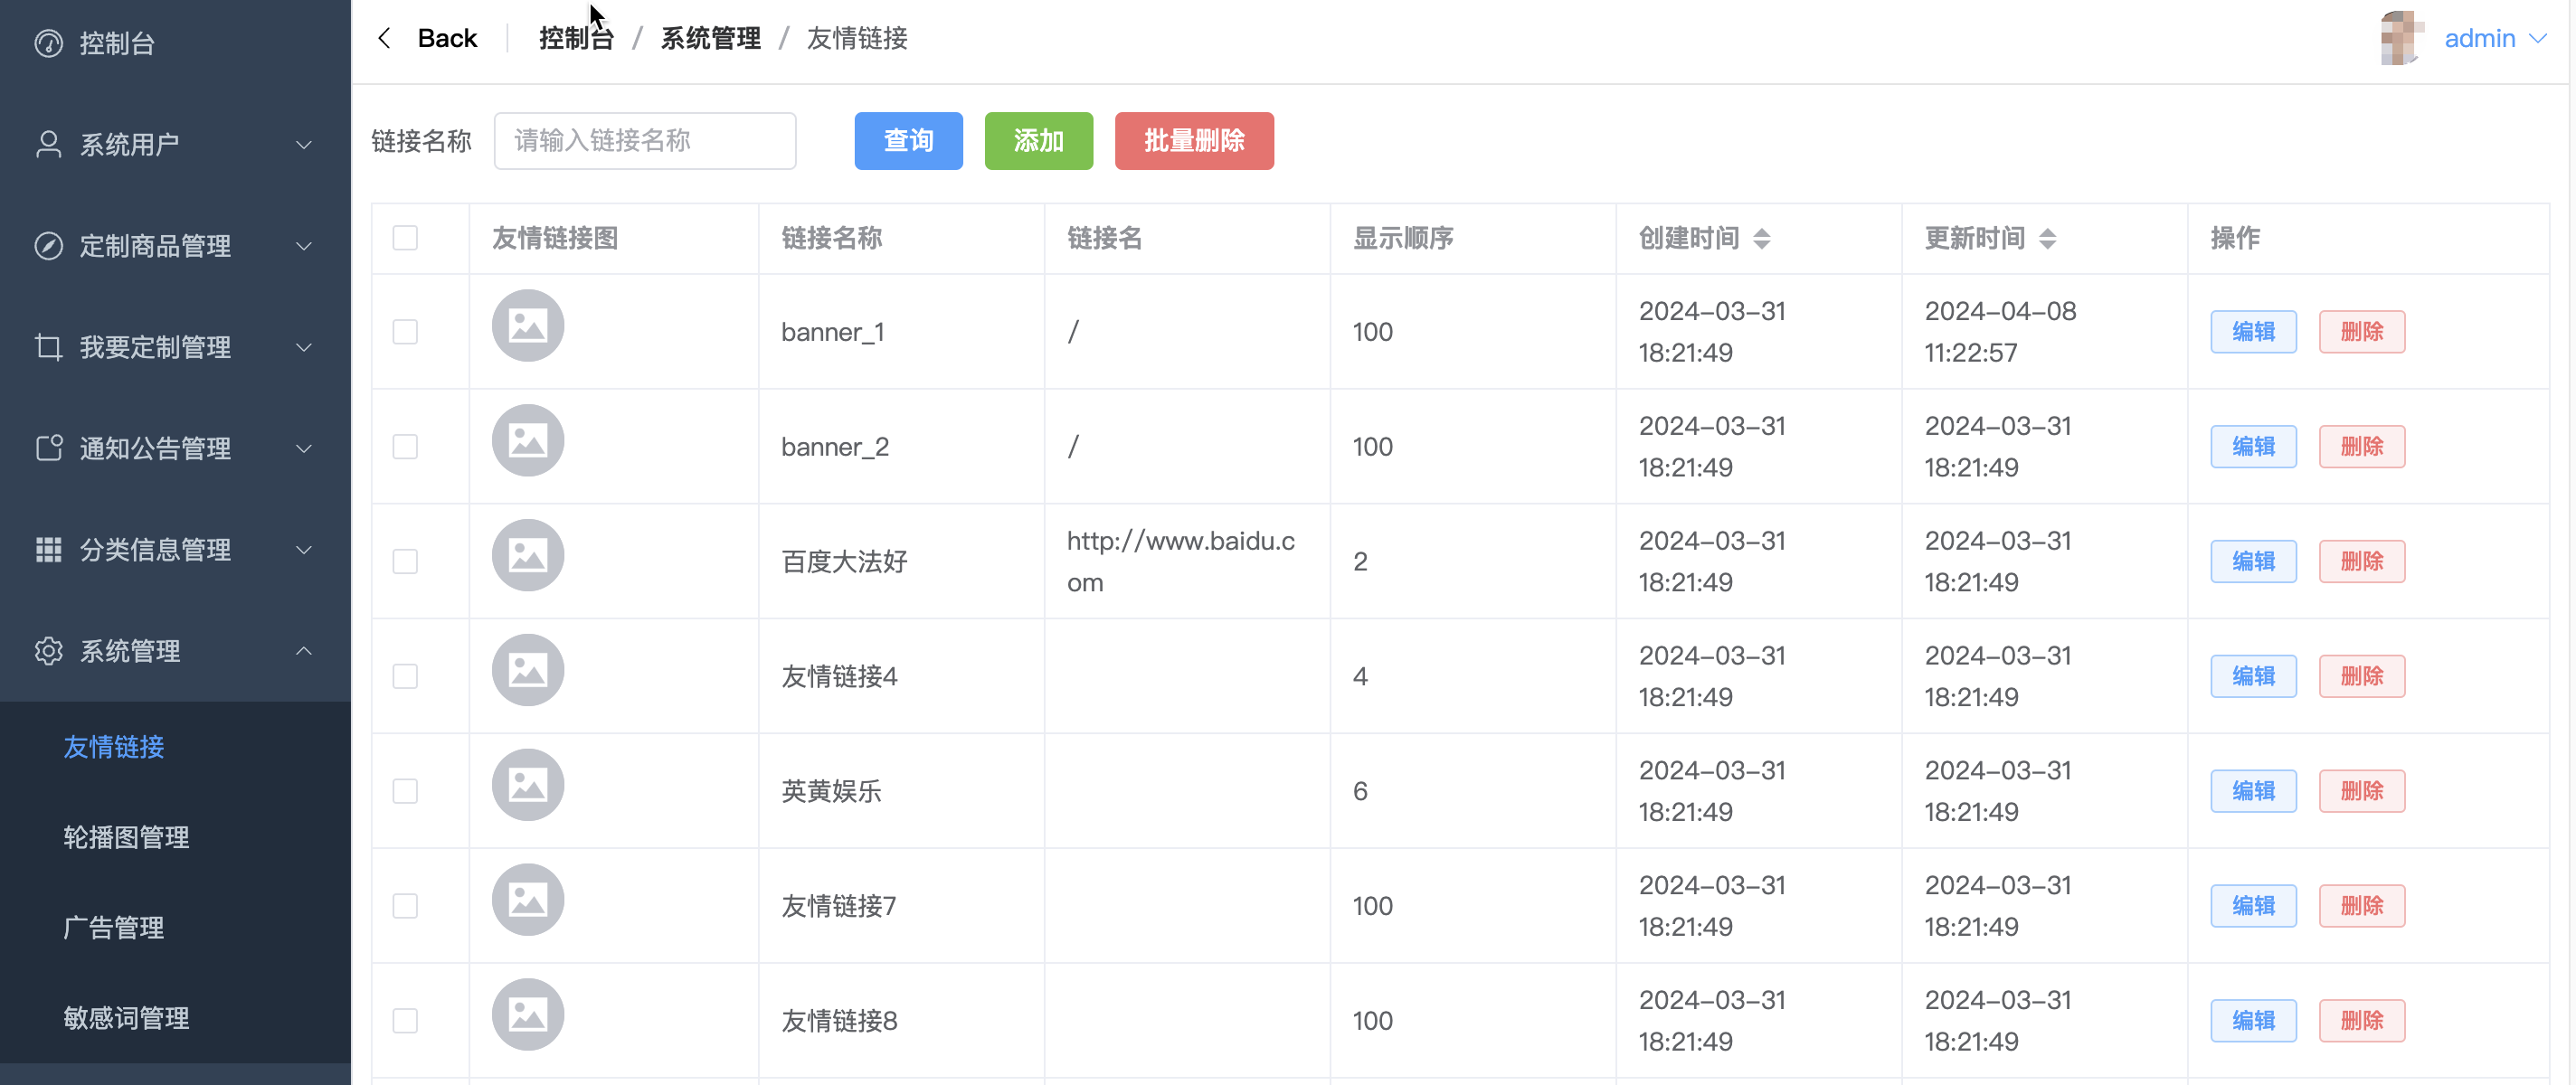 控制台
系统用户
定制商品管理
我要定制管理
通知公告管理
分类信息管理
系统管理
友情链接
轮播图管理
广告管理
敏感词管理
Back 控制台 / 系统管理 / 友情链接
admin
链接名称 请输入链接名称 查询 添加 批量删除
友情链接图 链接名称 链接名 显示顺序 创建时间 更新时间 操作
banner_1 / 100 2024-03-31 18:21:49 2024-04-08 11:22:57 编辑 删除
banner_2 / 100 2024-03-31 18:21:49 2024-03-31 18:21:49 编辑 删除
百度大法好 http://www.baidu.com 2 2024-03-31 18:21:49 2024-03-31 18:21:49 编辑 删除
友情链接4 4 2024-03-31 18:21:49 2024-03-31 18:21:49 编辑 删除
英黄娱乐 6 2024-03-31 18:21:49 2024-03-31 18:21:49 编辑 删除
友情链接7 100 2024-03-31 18:21:49 2024-03-31 18:21:49 编辑 删除
友情链接8 100 2024-03-31 18:21:49 2024-03-31 18:21:49 编辑 删除